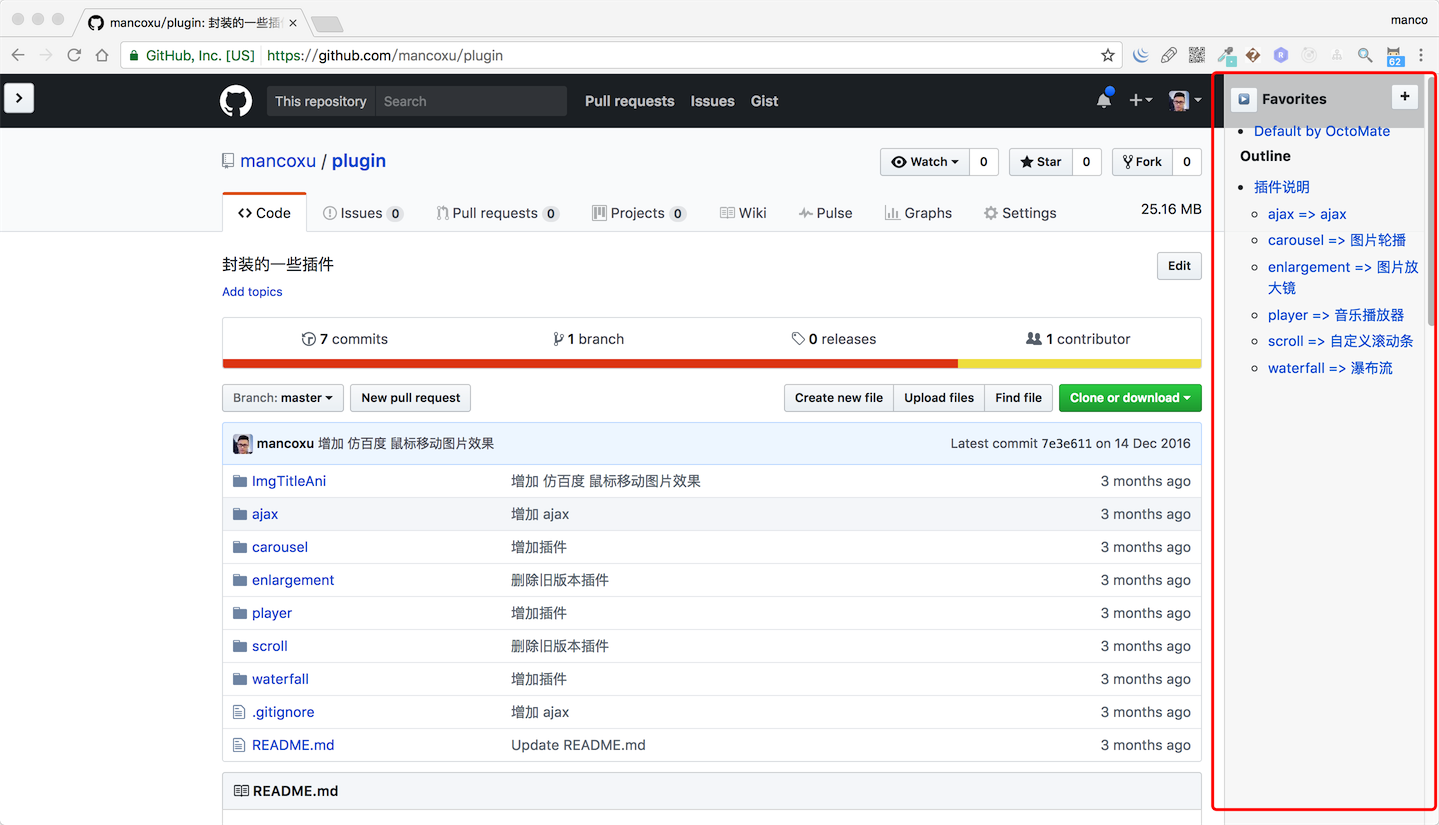 manco
mancoxu/plugin: 封装的一些插件
GitHub, Inc. [US] https://github.com/mancoxu/plugin
62
This repository Search Pull requests Issues Gist
Favorites +
Default by OctoMate
Outline
插件说明
ajax => ajax
carousel => 图片轮播
enlargement => 图片放
大镜
player => 音乐播放器
scroll => 自定义滚动条
waterfall => 瀑布流
mancoxu / plugin
Watch 0 Star 0 Fork 0
Code Issues 0 Pull requests 0 Projects 0 Wiki Pulse Graphs Settings 25.16 MB
封装的一些插件 Edit
Add topics
7 commits 1 branch 0 releases 1 contributor
Branch: master New pull request Create new file Upload files Find file Clone or download
mancoxu 增加 仿百度 鼠标移动图片效果 Latest commit 7e3e611 on 14 Dec 2016
ImgTitleAni 增加 仿百度 鼠标移动图片效果 3 months ago
ajax 增加 ajax 3 months ago
carousel 增加插件 3 months ago
enlargement 删除旧版本插件 3 months ago
player 增加插件 3 months ago
scroll 删除旧版本插件 3 months ago
waterfall 增加插件 3 months ago
.gitignore 增加 ajax 3 months ago
README.md Update README.md 3 months ago
README.md